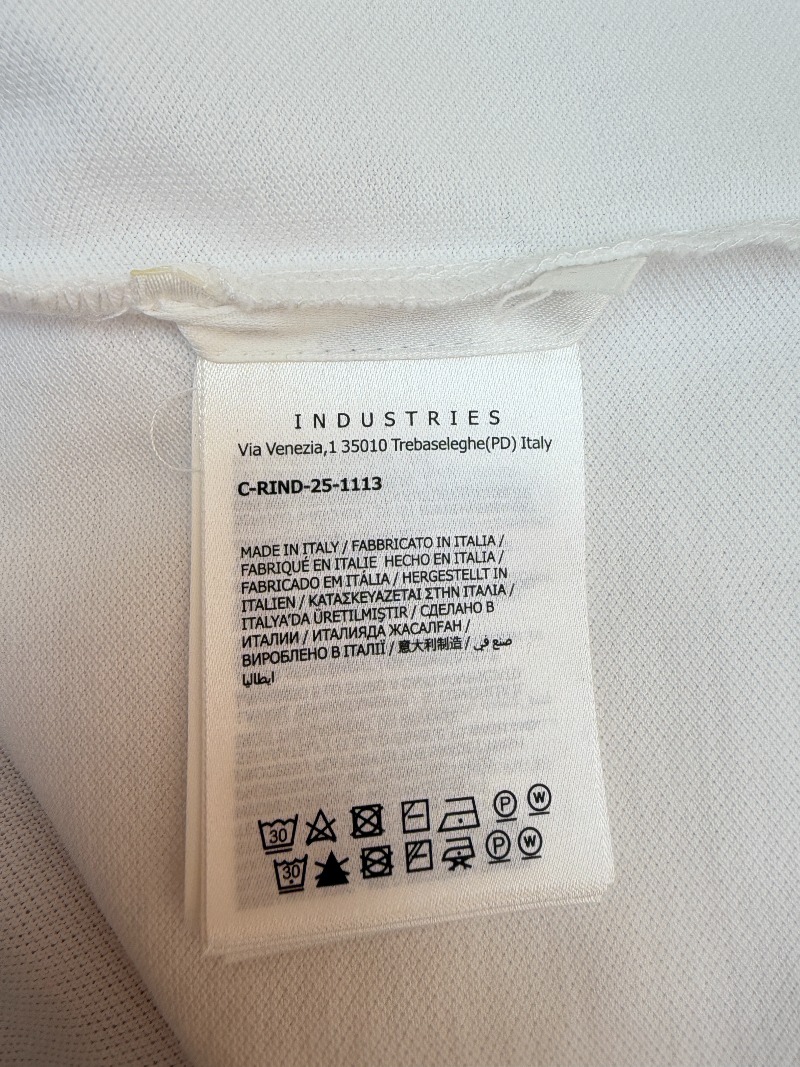 INDUSTRIES
Via Venezia,1 35010 Trebaseleghe(PD) Italy
C-RIND-25-1113
MADE IN ITALY / FABBRICATO IN ITALIA /
FABRIQUÉ EN ITALIE HECHO EN ITALIA /
FABRICADO EM ITÁLIA / HERGESTELLT IN
ITALIEN / ΚΑΤΑΣΚΕΥΑΖΕΤΑΙ ΣΤΗΝ ΙΤΑΛΙΑ /
ITALYA'DA ÜRETILMIŞTIR / СДЕЛАНО В
ИТАЛИИ / ИТАЛИЯДА ЖАСАЛҒАН /
ВИРОБЛЕНО В ІТАЛІЇ / 意大利制造 / صنع في
ايطاليا
30 P W
30 P W